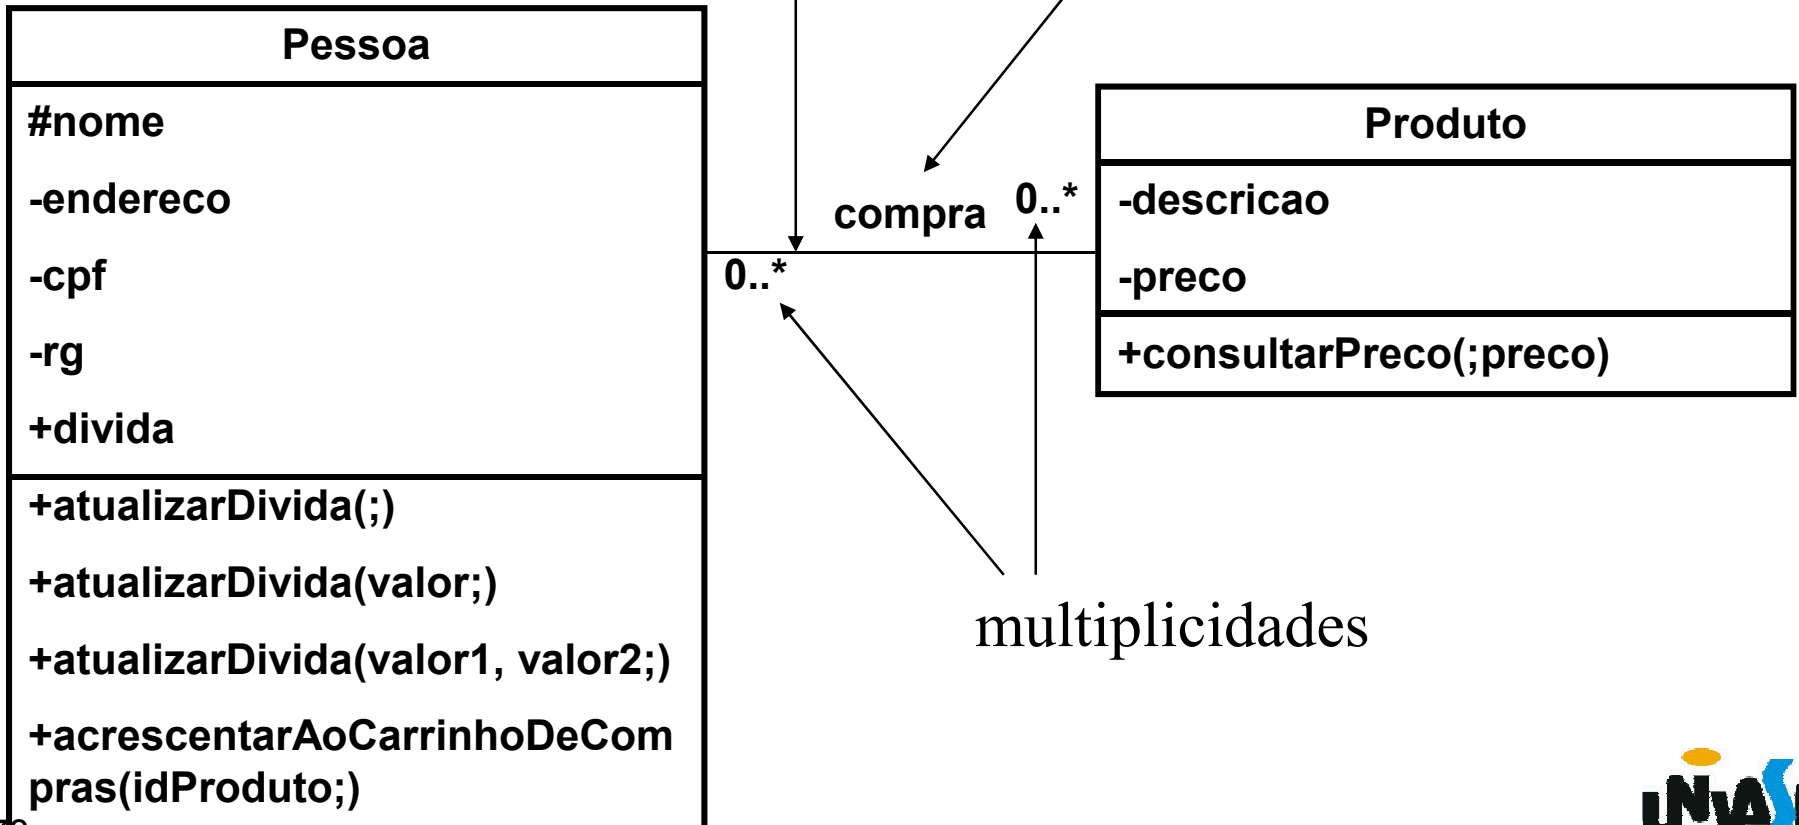 Pessoa
#nome
-endereco
-cpf
-rg
+divida
+atualizarDivida(;)
+atualizarDivida(valor;)
+atualizarDivida(valor1, valor2;)
+acrescentarAoCarrinhoDeCom
pras(idProduto;)
compra
0..*
0..*
Produto
-descricao
-preco
+consultarPreco(;preco)
multiplicidades